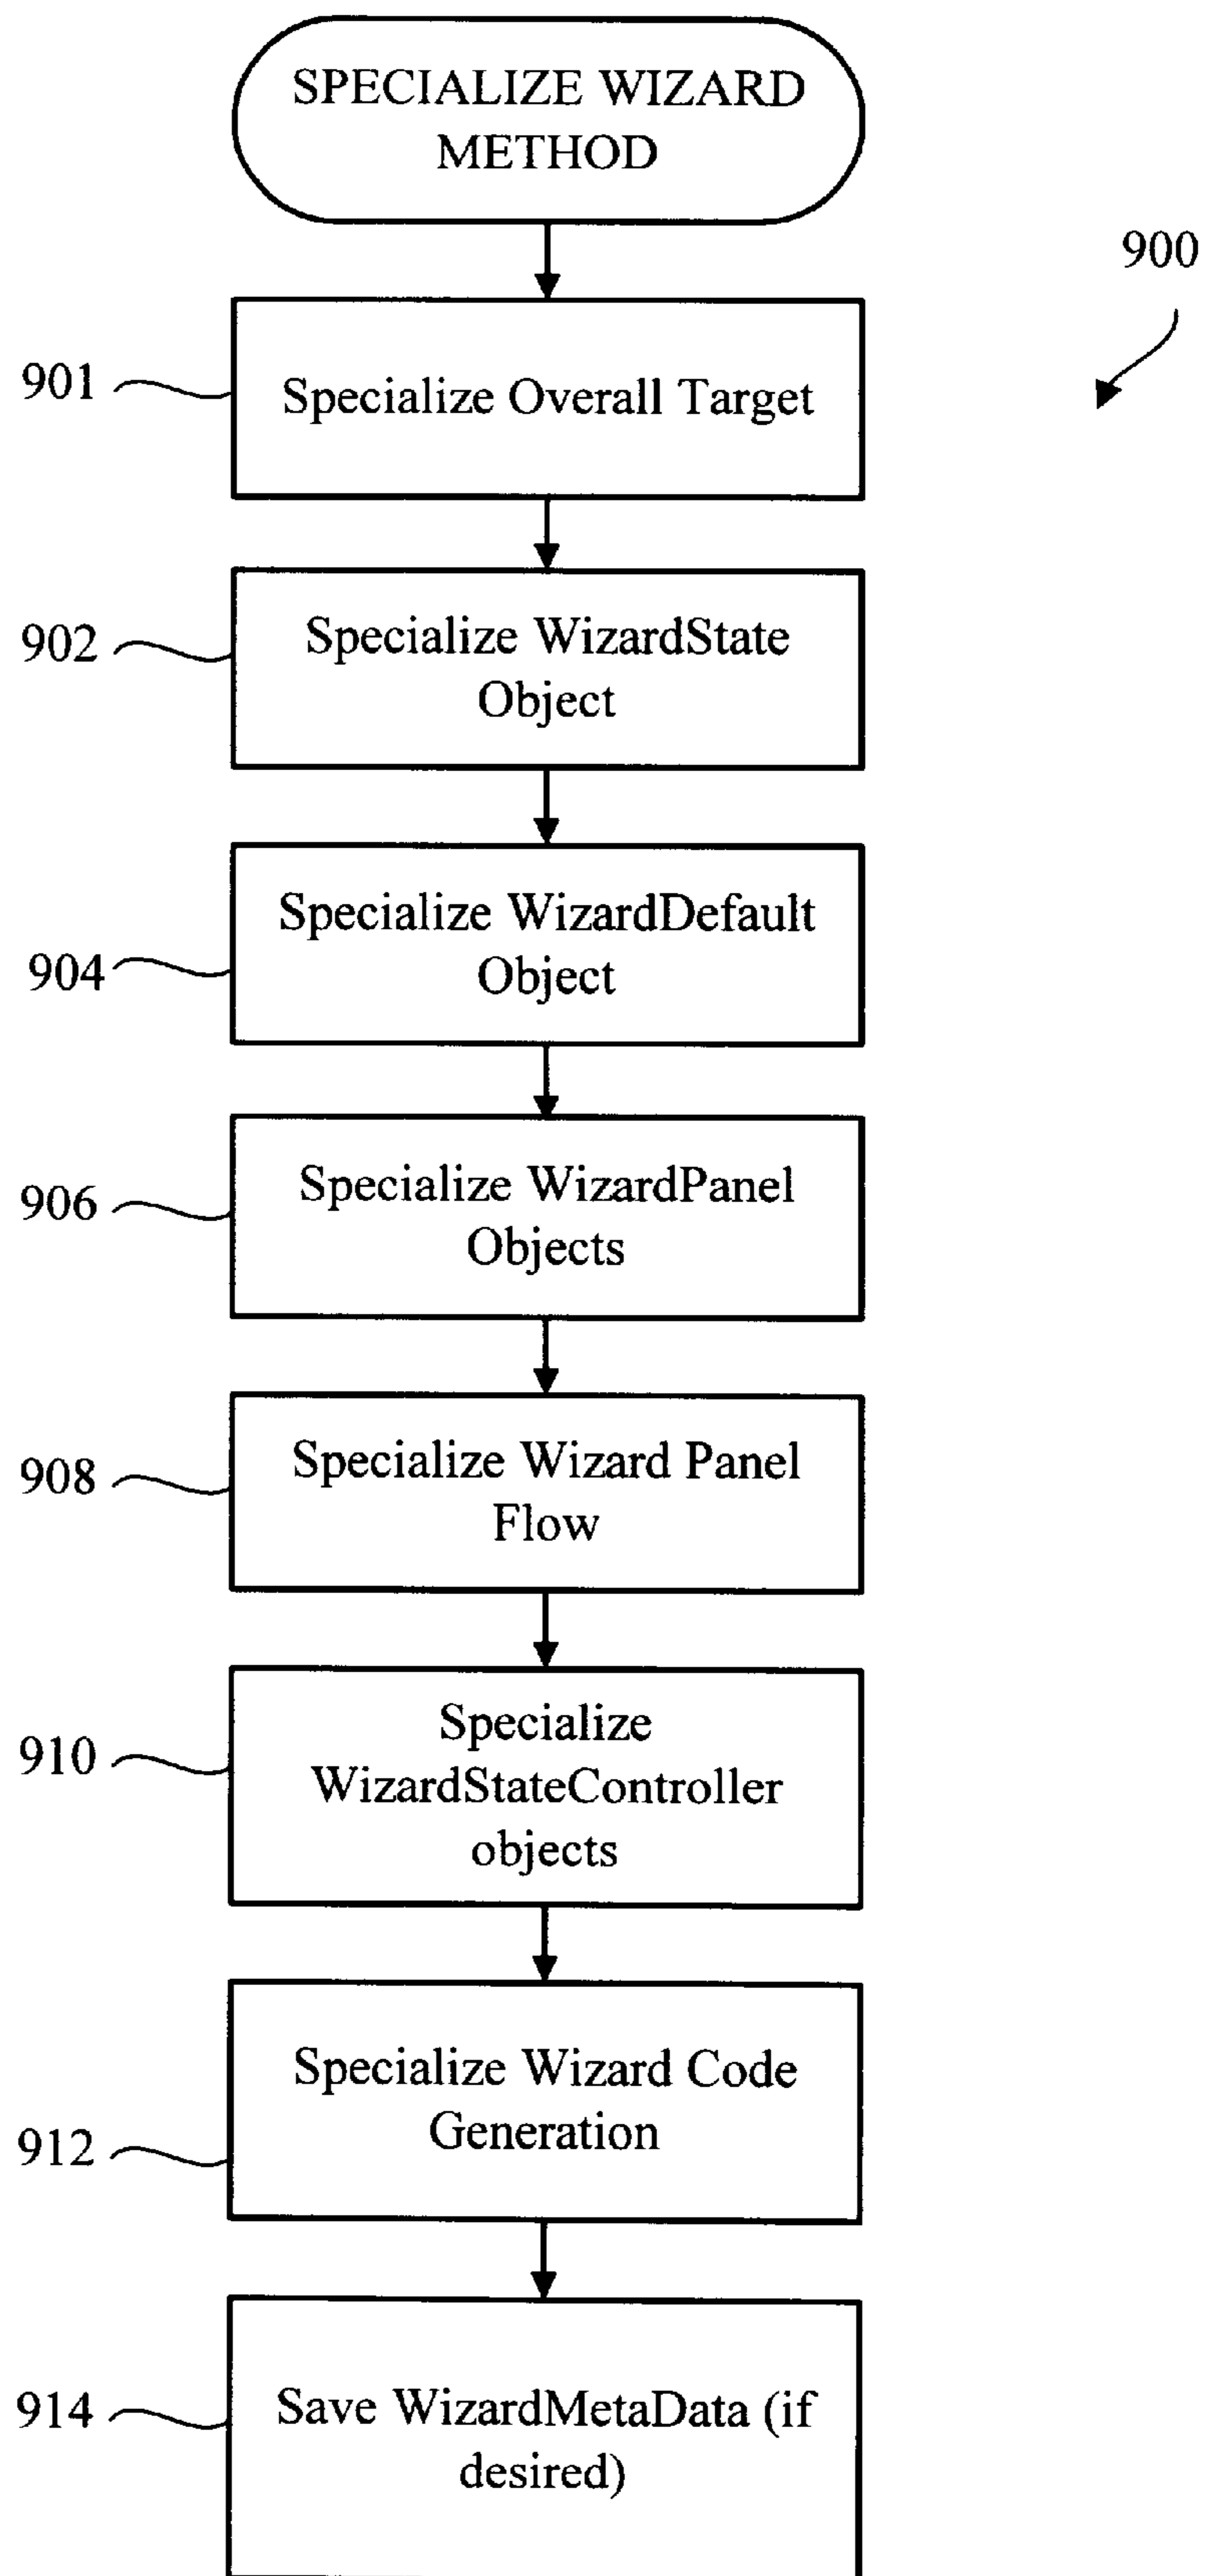 SPECIALIZE WIZARD
METHOD
900
901
Specialize Overall Target
902
Specialize WizardState
Object
904
Specialize WizardDefault
Object
906
Specialize WizardPanel
Objects
908
Specialize Wizard Panel
Flow
910
Specialize
WizardStateController
objects
912
Specialize Wizard Code
Generation
914
Save WizardMetaData (if
desired)